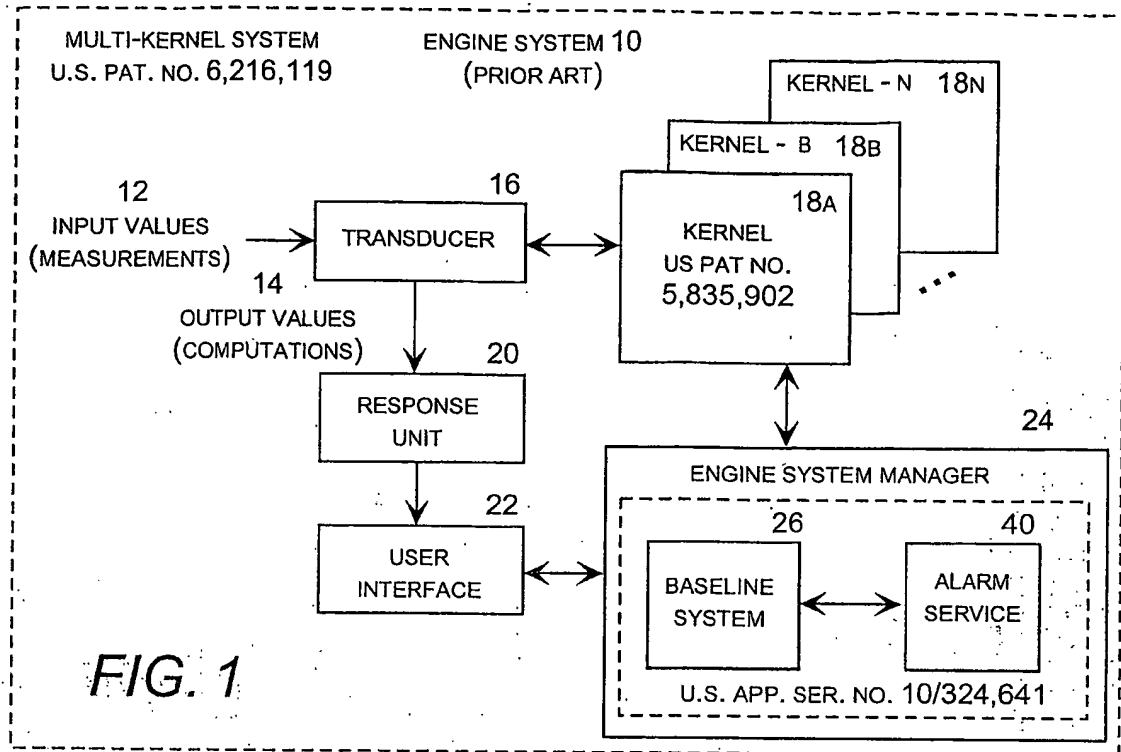 MULTI-KERNEL SYSTEM
U.S. PAT. NO. 6,216,119
ENGINE SYSTEM 10
(PRIOR ART)
KERNEL - N 18N
KERNEL - B 18B
18A
KERNEL
US PAT NO.
5,835,902
12
INPUT VALUES
(MEASUREMENTS)
16
TRANSDUCER
14
OUTPUT VALUES
(COMPUTATIONS)
20
RESPONSE
UNIT
22
USER
INTERFACE
24
ENGINE SYSTEM MANAGER
26
BASELINE
SYSTEM
40
ALARM
SERVICE
U.S. APP. SER. NO. 10/324,641
FIG. 1